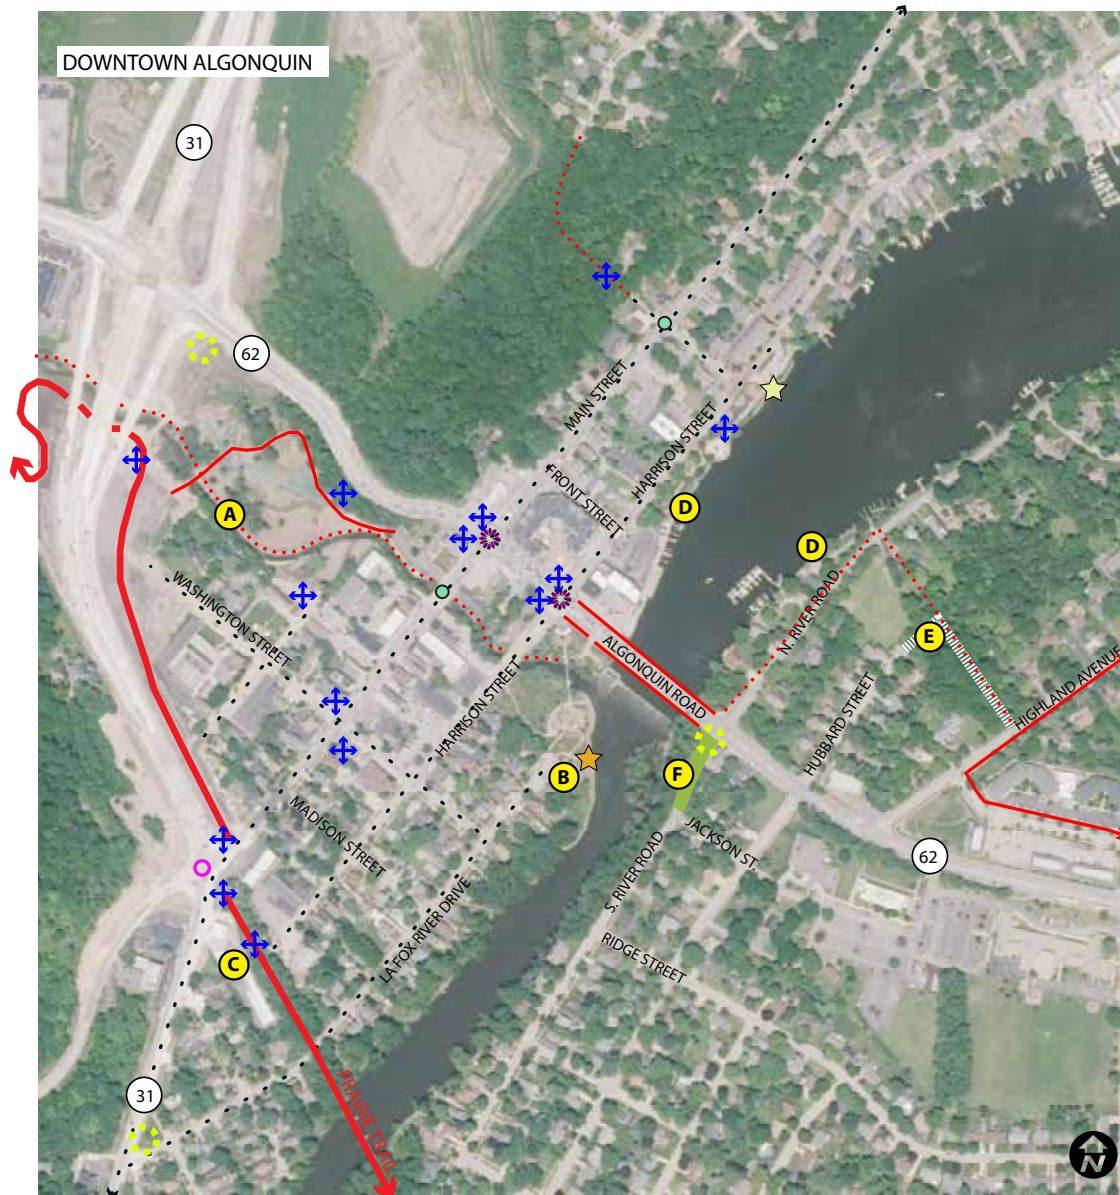 DOWNTOWN ALGONQUIN
31
62
MAIN STREET
FRONT STREET
HARRISON STREET
A
D
D
WASHINGTON STREET
N. RIVER ROAD
E
HIGHLAND AVENUE
ALGONQUIN ROAD
HARRISON STREET
HUBBARD STREET
B
F
MADISON STREET
JACKSON ST.
62
S. RIVER ROAD
LA FOX RIVER DRIVE
RIDGE STREET
C
31
PRAIRIE TRAIL
N